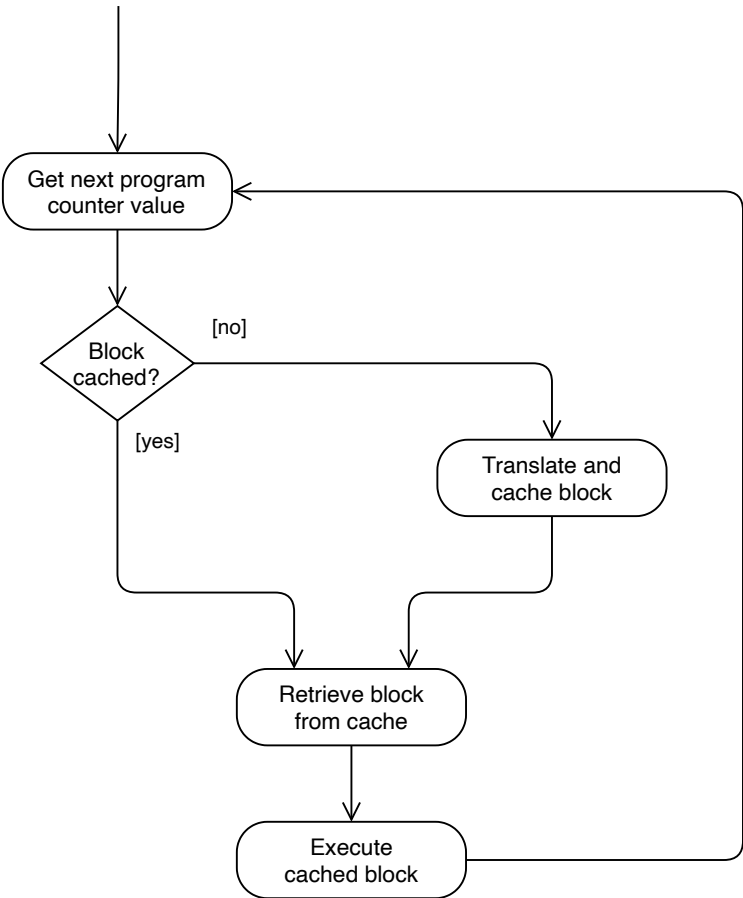 Get next program
counter value
[no]
Block
cached?
[yes]
Translate and
cache block
Retrieve block
from cache
Execute
cached block